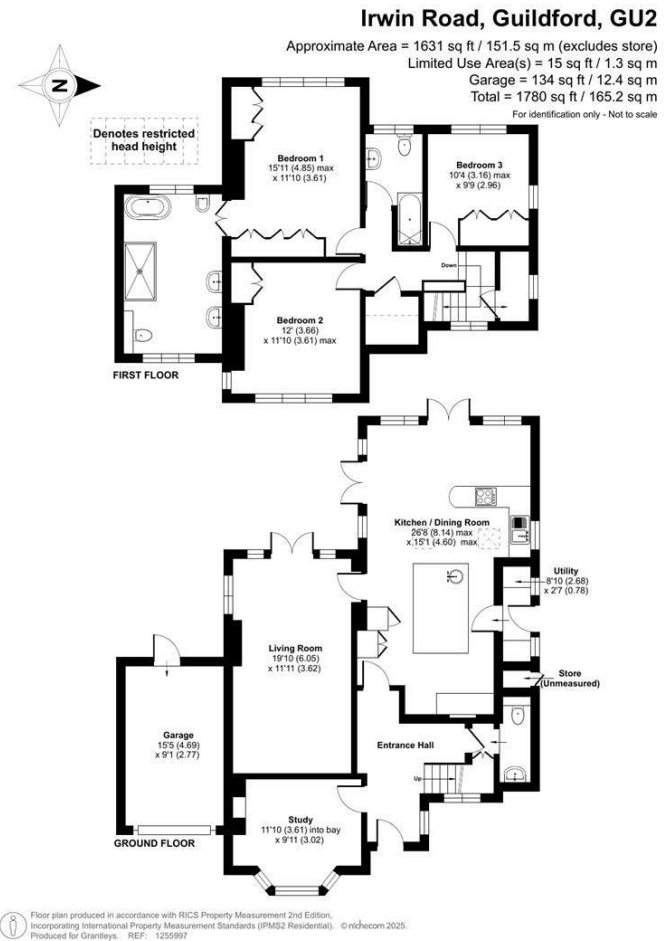 Irwin Road, Guildford, GU2
Approximate Area = 1631 sq ft / 151.5 sq m (excludes store)
Limited Use Area(s) = 15 sq ft / 1.3 sq m
Garage = 134 sq ft / 12.4 sq m
Total = 1780 sq ft / 165.2 sq m
For identification only - Not to scale
N
Denotes restricted
head height
Bedroom 1
15'11 (4.85) max
x 11'10 (3.61)
Bedroom 3
10'4 (3.16) max
x 9'9 (2.96)
Down
Bedroom 2
12' (3.66)
x 11'10 (3.61) max
FIRST FLOOR
Kitchen / Dining Room
26'8 (8.14) max
x 15'1 (4.60) max
Utility
8'10 (2.68)
x 2'7 (0.78)
Living Room
19'10 (6.05)
x 11'11 (3.62)
Store
(Unmeasured)
Garage
15'5 (4.69)
x 9'1 (2.77)
Entrance Hall
Up
Study
11'10 (3.61) into bay
x 9'11 (3.02)
GROUND FLOOR
Floor plan produced in accordance with RICS Property Measurement 2nd Edition,
Incorporating International Property Measurement Standards (IPMS2 Residential). © nichecom 2025.
Produced for Grantleys. REF: 1255997